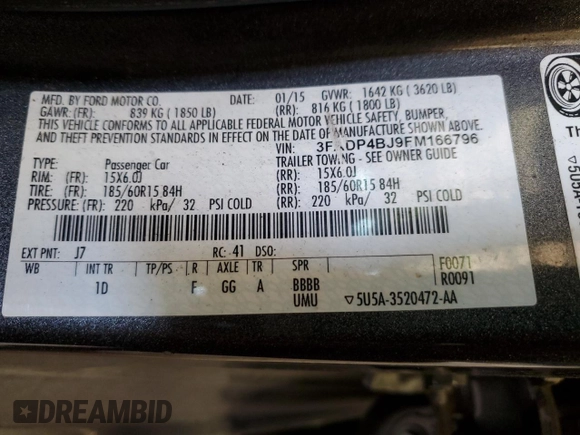 MFD. BY FORD MOTOR CO. DATE: 01/15 GVWR: 1642 KG ( 3620 LB)
GAWR: (FR): 839 KG ( 1850 LB) (RR): 816 KG ( 1800 LB)
THIS VEHICLE CONFORMS TO ALL APPLICABLE FEDERAL MOTOR VEHICLE SAFETY, BUMPER,
AND THEFT PREVENTION STANDARDS IN EFFECT ON THE DATE OF MANUFACTURE SHOWN ABOVE.
VIN: DP4BJ9FM166796
TYPE: Passenger Car TRAILER TOWING - SEE OWNER GUIDE
RIM: (FR) 15X6.0J (RR): 15X6.0J
TIRE: 185/60R15 84H 185/60R15 84H
PRESSURE: (FR) 220 kPa/ 32 PSI COLD (RR) 220 kPa/ 32 PSI COLD
EXT PNT: J7 RC: 41 DSO:
WB INT TR TP/PS R AXLE TR SPR
1D F GG A BBBB
UMU
F0071
R0091
▽5U5A-3520472-AA
TH
▽5U5A-
DREAMBID